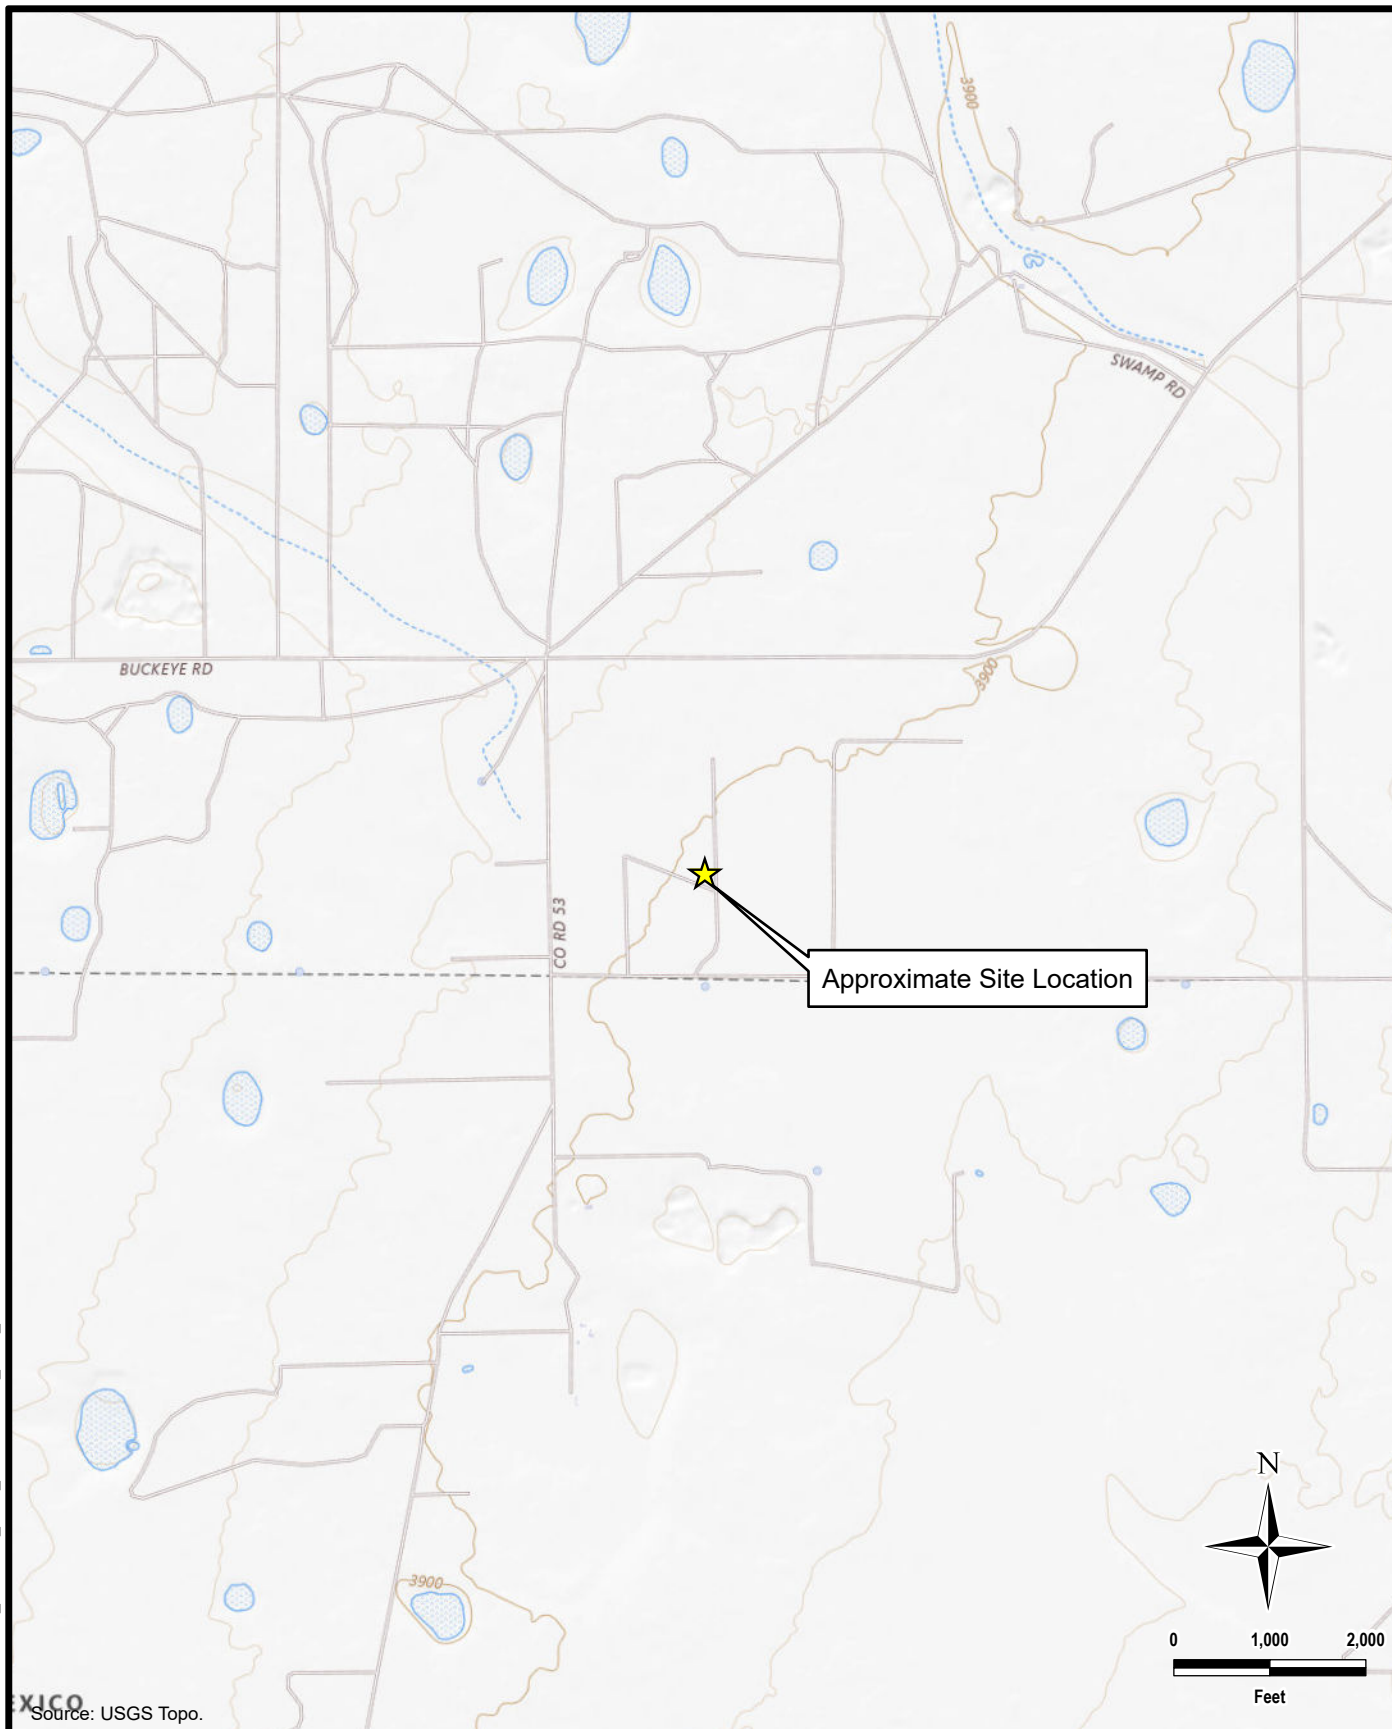 3900
SWAMP RD
BUCKEYE RD
3900
CO RD 53
Approximate Site Location
N
3900
0 1,000 2,000
Feet
EXICO
Source: USGS Topo.